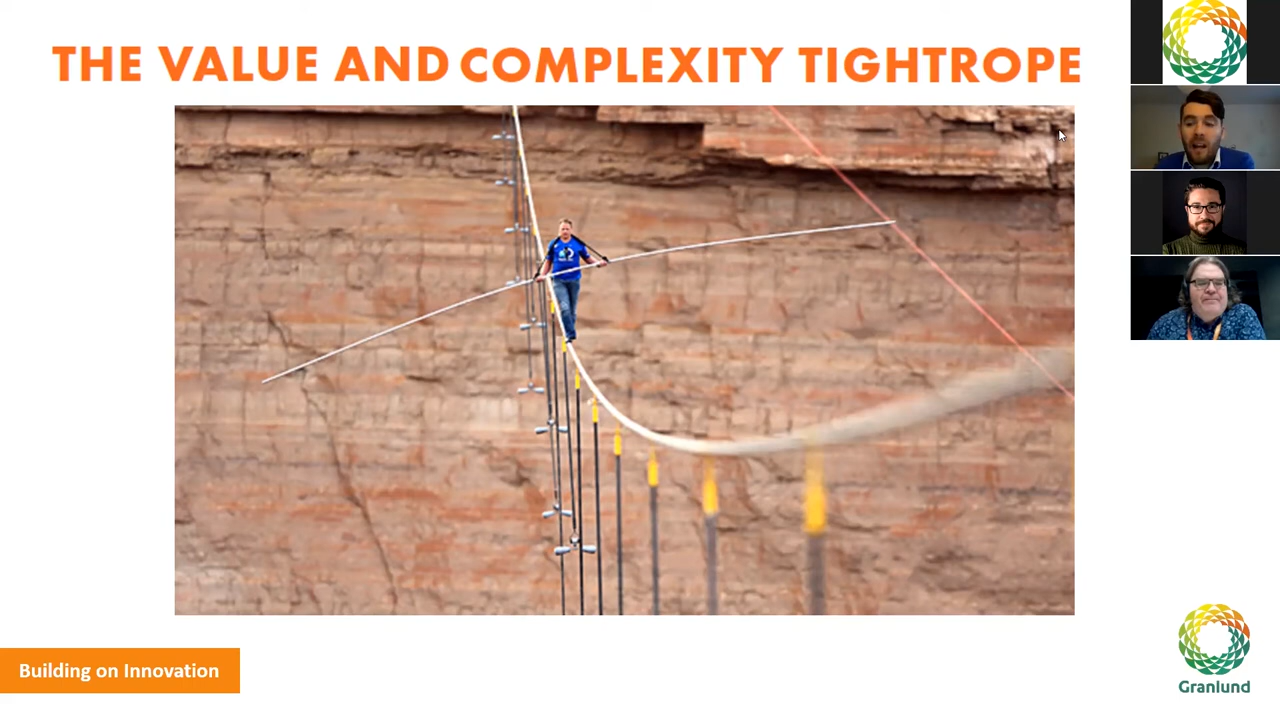 THE VALUE AND COMPLEXITY TIGHTROPE
Building on Innovation
Granlund